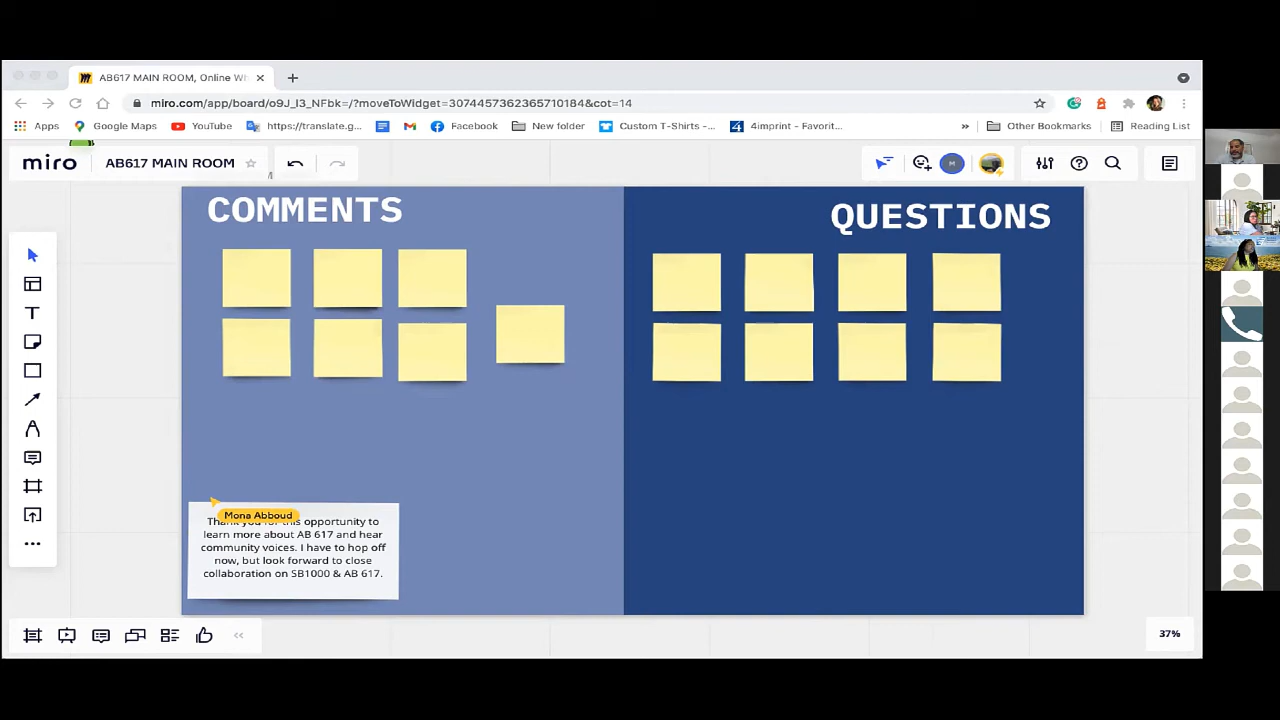 AB617 MAIN ROOM, Online Wh
miro.com/app/board/o9J_l3_NFbk=/?moveToWidget=3074457362365710184&cot=14
Apps Google Maps YouTube https://translate.g... Facebook New folder Custom T-Shirts -... 4imprint - Favorit... » Other Bookmarks Reading List
miro AB617 MAIN ROOM
M
COMMENTS
QUESTIONS
Mona Abboud
Thank you for this opportunity to
learn more about AB 617 and hear
community voices. I have to hop off
now, but look forward to close
collaboration on SB1000 & AB 617.
37%